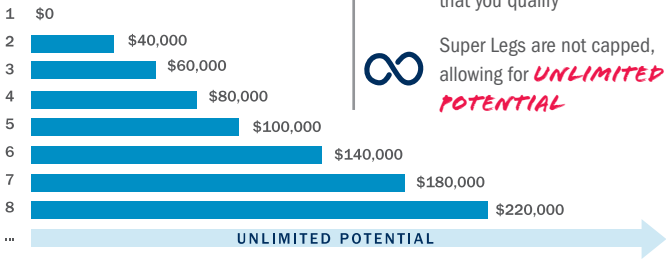 1 $0
2 $40,000
3 $60,000
4 $80,000
5 $100,000
6 $140,000
7 $180,000
8 $220,000
... UNLIMITED POTENTIAL
that you qualify
Super Legs are not capped,
allowing for UNLIMITED
POTENTIAL